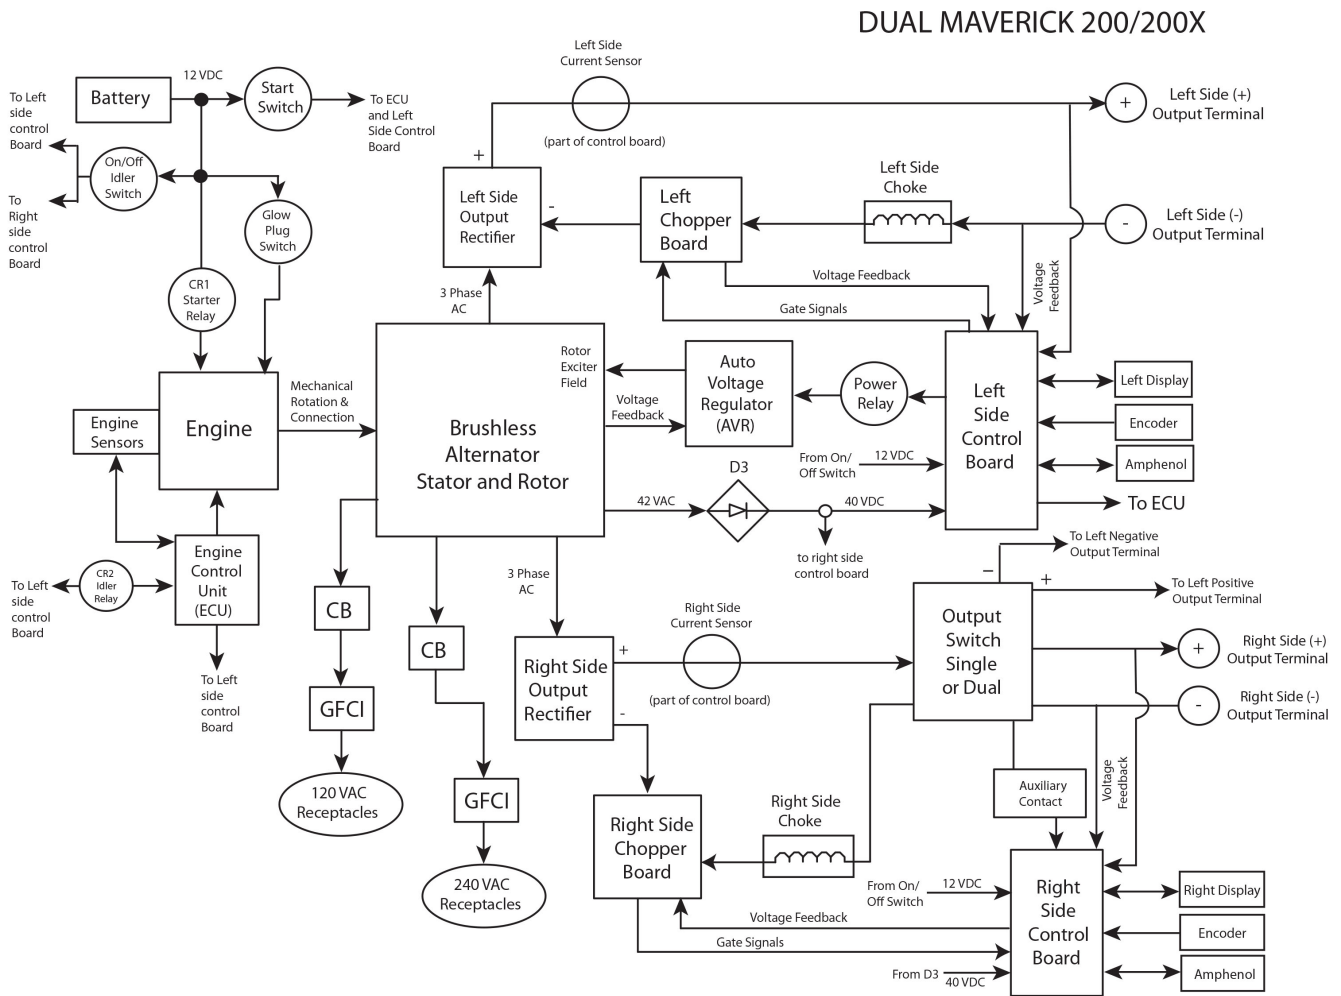 DUAL MAVERICK 200/200X
Left Side
Current Sensor
(part of control board)
12 VDC
Battery
Start
Switch
To ECU
and Left
Side Control
Board
To Left
side
control
Board
On/Off
Idler
Switch
To
Right
side
control
Board
Glow
Plug
Switch
CR1
Starter
Relay
+
Left Side
Output
Rectifier
-
Left
Chopper
Board
Left Side
Choke
+
Left Side (+)
Output Terminal
-
Left Side (-)
Output Terminal
3 Phase
AC
Voltage Feedback
Gate Signals
Voltage
Feedback
Engine
Sensors
Engine
Mechanical
Rotation &
Connection
Brushless
Alternator
Stator and Rotor
Rotor
Exciter
Field
Voltage
Feedback
Auto
Voltage
Regulator
(AVR)
Power
Relay
Left
Side
Control
Board
Left Display
Encoder
Amphenol
To ECU
From On/
Off Switch
12 VDC
42 VAC
D3
40 VDC
to right side
control board
Engine
Control
Unit
(ECU)
CR2
Idler
Relay
To Left
side
control
Board
To Left
side
control
Board
CB
GFCI
120 VAC
Receptacles
CB
GFCI
240 VAC
Receptacles
3 Phase
AC
Right Side
Output
Rectifier
+
-
Right Side
Current Sensor
(part of control board)
Output
Switch
Single
or Dual
−
To Left Negative
Output Terminal
+
To Left Positive
Output Terminal
+
Right Side (+)
Output Terminal
-
Right Side (-)
Output Terminal
Auxiliary
Contact
Voltage
Feedback
Right Side
Chopper
Board
Right Side
Choke
From On/
Off Switch
12 VDC
Voltage Feedback
Gate Signals
From D3
40 VDC
Right
Side
Control
Board
Right Display
Encoder
Amphenol